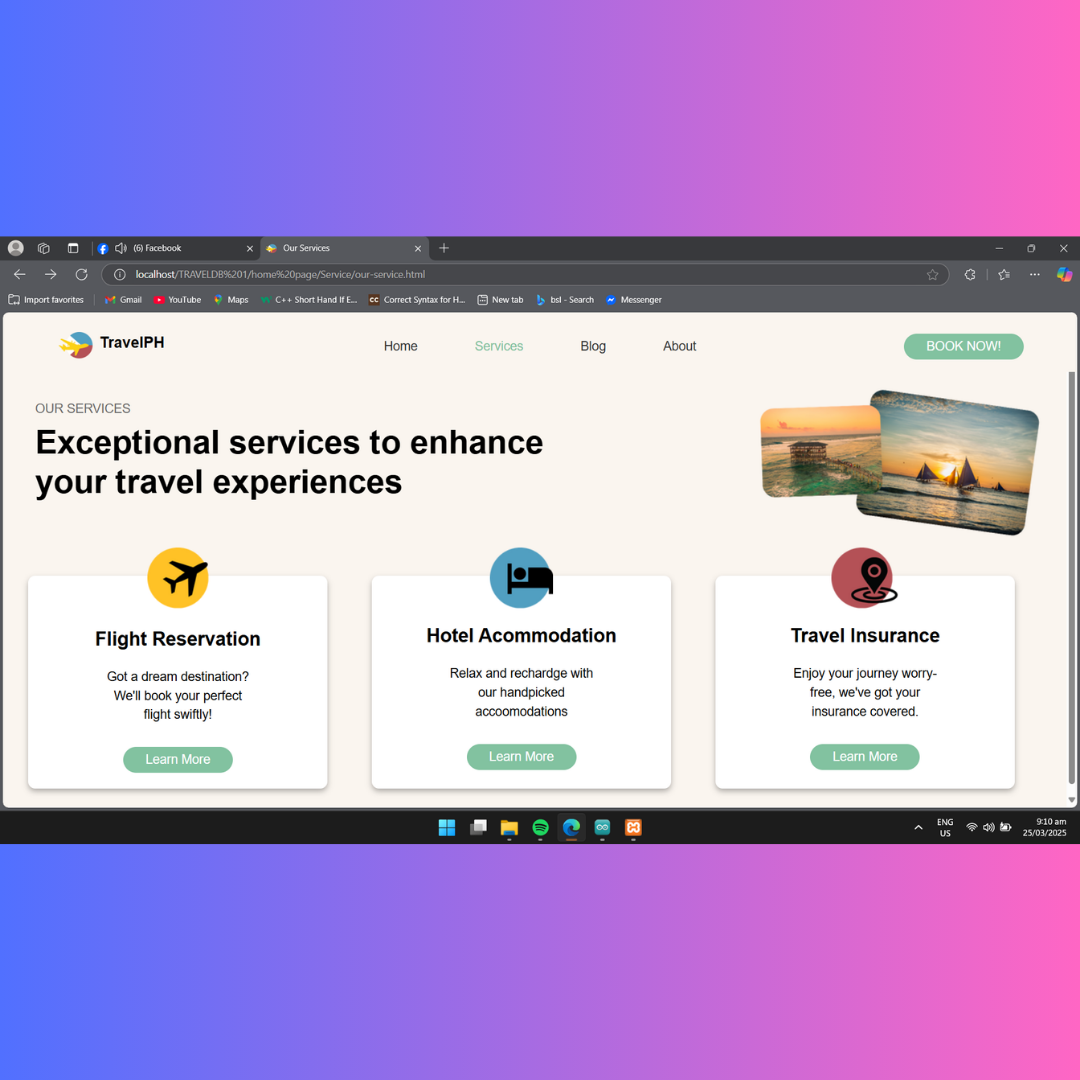 (6) Facebook
Our Services
localhost/TRAVELDB%201/home%20page/Service/our-service.html
Import favorites
Gmail
YouTube
Maps
C++ Short Hand If E...
CC
Correct Syntax for H...
New tab
bsl - Search
Messenger
TravelPH
Home
Services
Blog
About
BOOK NOW!
OUR SERVICES
Exceptional services to enhance
your travel experiences
Flight Reservation
Got a dream destination?
We'll book your perfect
flight swiftly!
Learn More
Hotel Acommodation
Relax and rechardge with
our handpicked
accoomodations
Learn More
Travel Insurance
Enjoy your journey worry-
free, we've got your
insurance covered.
Learn More
ENG
US
9:10 am
25/03/2025